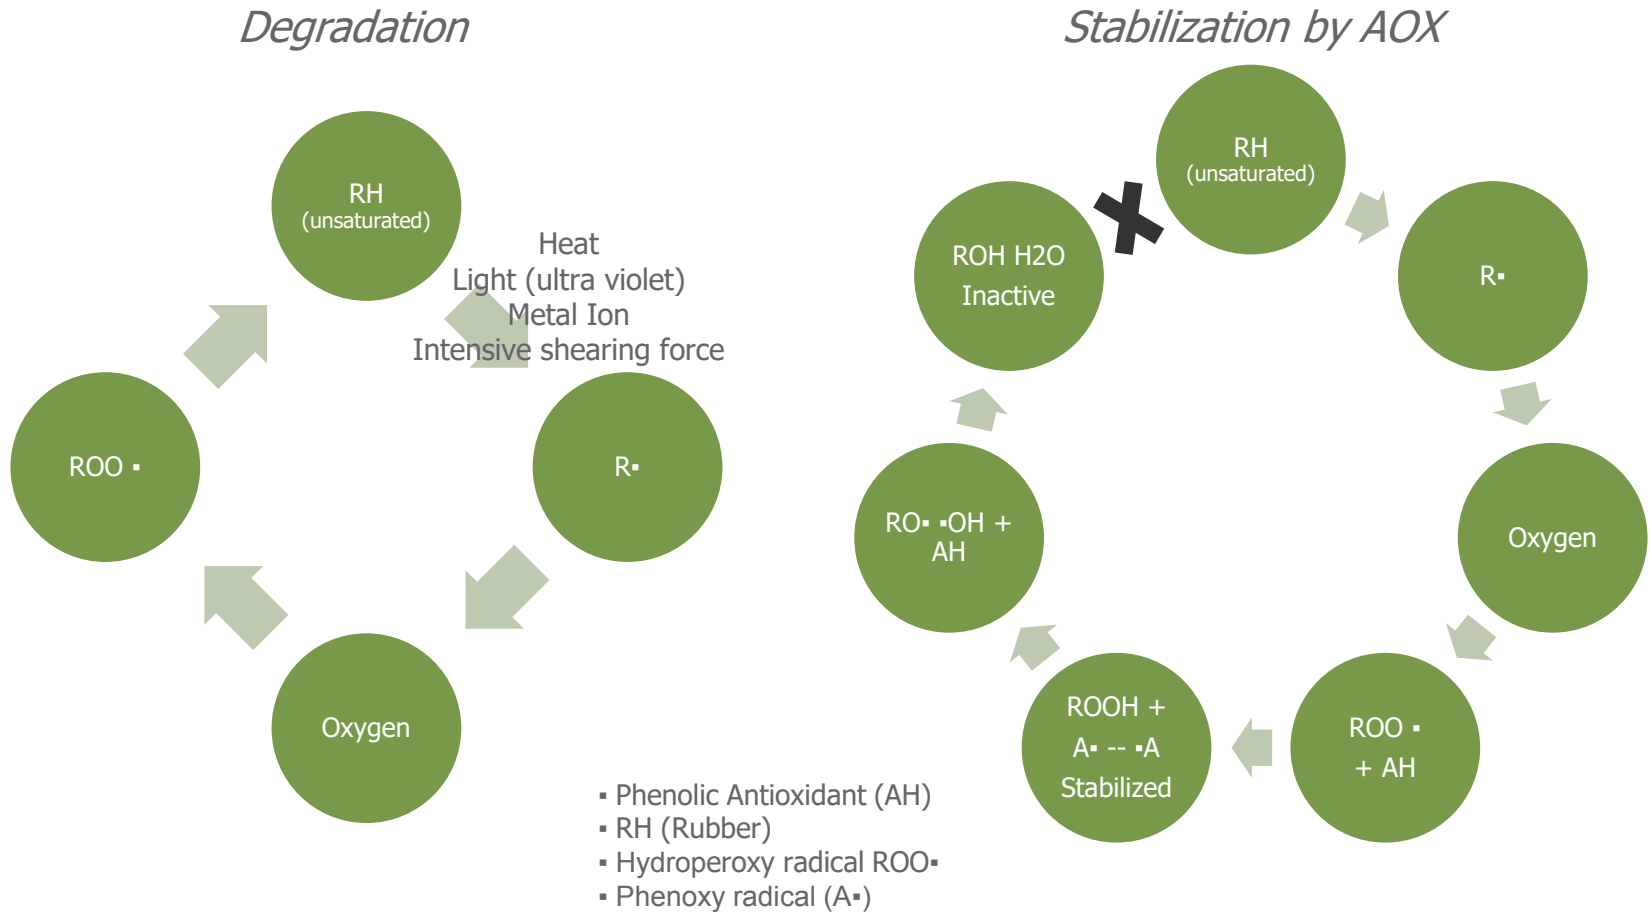 Degradation
RH
(unsaturated)
Heat
Light (ultra violet)
Metal Ion
Intensive shearing force
ROO ▪
R▪
Oxygen
Stabilization by AOX
RH
(unsaturated)
R▪
Oxygen
ROO ▪
+ AH
ROOH +
A▪ -- ▪A
Stabilized
RO▪ ▪OH +
AH
ROH H2O
Inactive
▪ Phenolic Antioxidant (AH)
▪ RH (Rubber)
▪ Hydroperoxy radical ROO▪
▪ Phenoxy radical (A▪)